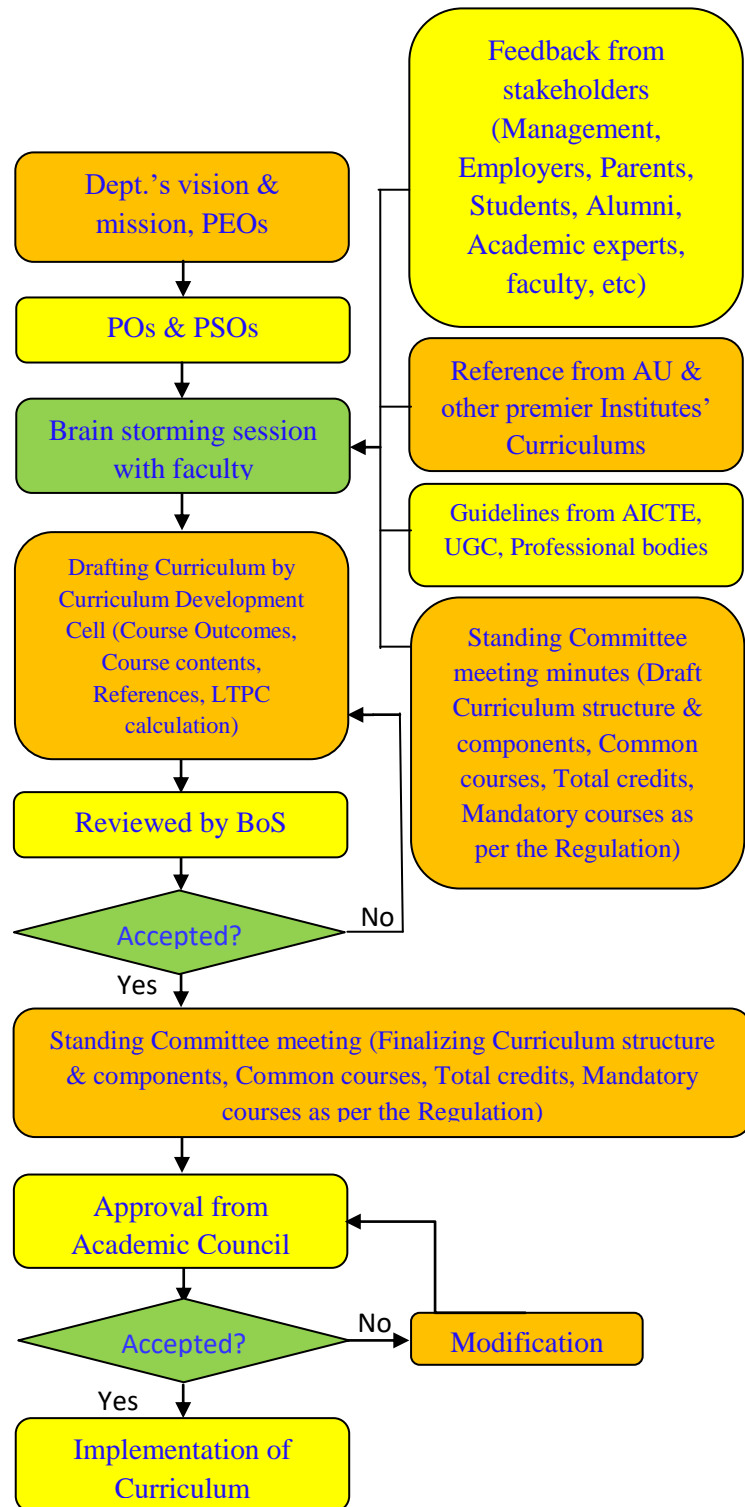 Feedback from
stakeholders
(Management,
Employers, Parents,
Students, Alumni,
Academic experts,
faculty, etc)
Dept.’s vision &
mission, PEOs
POs & PSOs
Reference from AU &
other premier Institutes’
Curriculums
Brain storming session
with faculty
Guidelines from AICTE,
UGC, Professional bodies
Drafting Curriculum by
Curriculum Development
Cell (Course Outcomes,
Course contents,
References, LTPC
calculation)
Standing Committee
meeting minutes (Draft
Curriculum structure &
components, Common
courses, Total credits,
Mandatory courses as
per the Regulation)
Reviewed by BoS
Accepted?
No
Yes
Standing Committee meeting (Finalizing Curriculum structure
& components, Common courses, Total credits, Mandatory
courses as per the Regulation)
Approval from
Academic Council
Accepted?
No
Modification
Yes
Implementation of
Curriculum